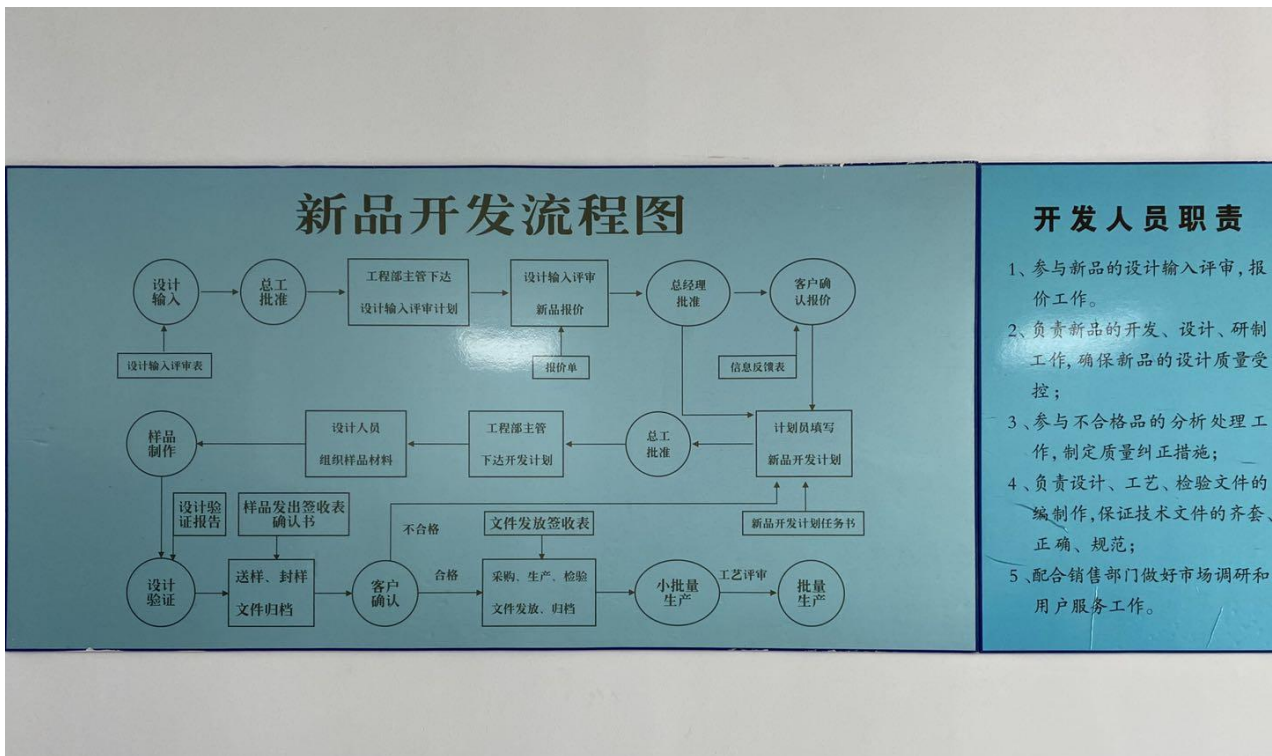 新品开发流程图
设计
输入
总工
批准
工程部主管下达
设计输入评审计划
设计输入评审
新品报价
总经理
批准
客户确
认报价
设计输入评审表
报价单
信息反馈表
样品
制作
设计人员
组织样品材料
工程部主管
下达开发计划
总工
批准
计划员填写
新品开发计划
设计验
证报告
样品发出签收表
确认书
不合格
文件发放签收表
新品开发计划任务书
设计
验证
送样、封样
文件归档
客户
确认
合格
采购、生产、检验
文件发放、归档
小批量
生产
工艺评审
批量
生产
开发人员职责
1、参与新品的设计输入评审,报
价工作。
2、负责新品的开发、设计、研制
工作,确保新品的设计质量受
控;
3、参与不合格品的分析处理工
作,制定质量纠正措施;
4、负责设计、工艺、检验文件的
编制作,保证技术文件的齐套、
正确、规范;
5、配合销售部门做好市场调研和
用户服务工作。